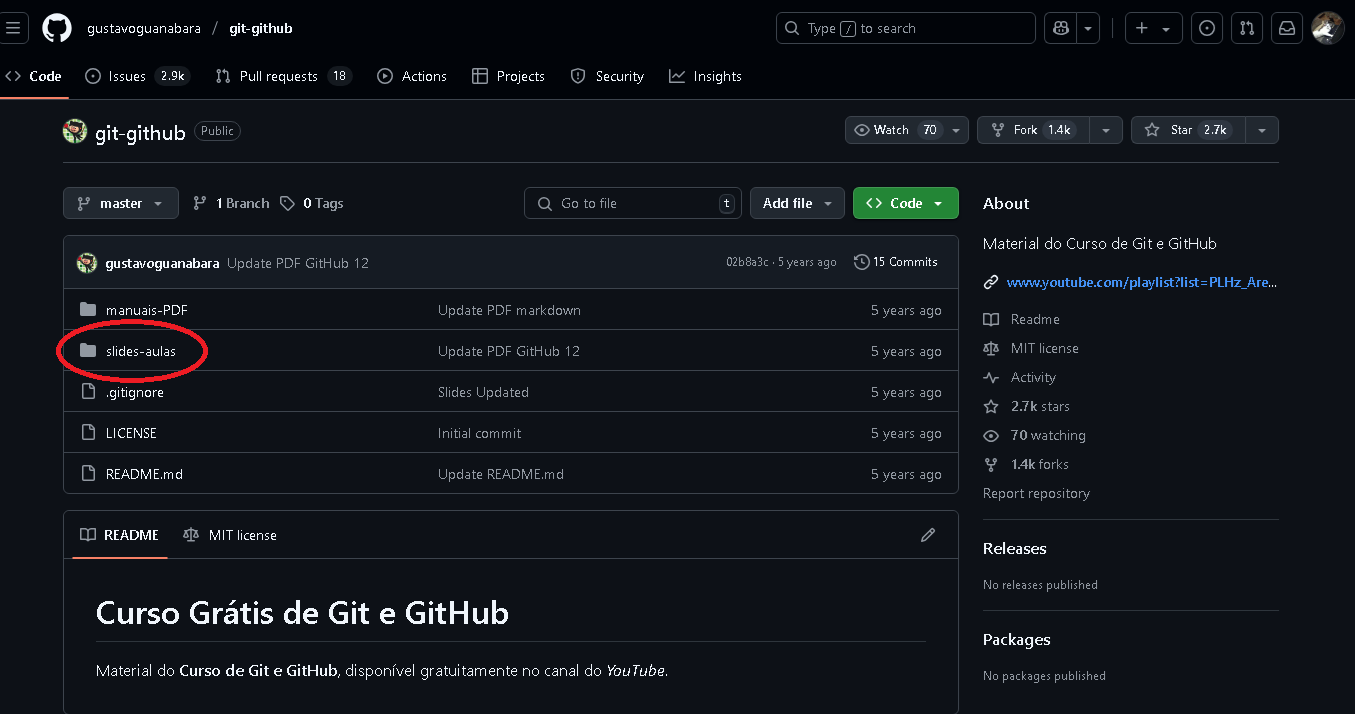 gustavoguanabara / git-github
Type / to search
Code Issues 2.9k Pull requests 18 Actions Projects Security Insights
git-github Public
Watch 70 Fork 1.4k Star 2.7k
master 1 Branch 0 Tags Go to file t Add file Code
gustavoguanabara Update PDF GitHub 12 02b8a3c · 5 years ago 15 Commits
manuais-PDF Update PDF markdown 5 years ago
slides-aulas Update PDF GitHub 12 5 years ago
.gitignore Slides Updated 5 years ago
LICENSE Initial commit 5 years ago
README.md Update README.md 5 years ago
README MIT license
Curso Grátis de Git e GitHub
Material do Curso de Git e GitHub, disponível gratuitamente no canal do YouTube.
About
Material do Curso de Git e GitHub
www.youtube.com/playlist?list=PLHz_Are...
Readme
MIT license
Activity
2.7k stars
70 watching
1.4k forks
Report repository
Releases
No releases published
Packages
No packages published